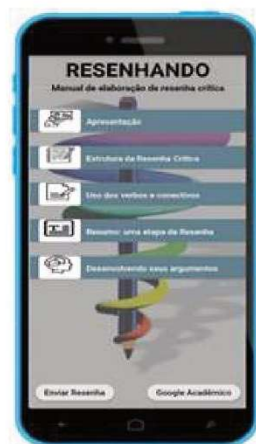 RESENHANDO
Manual de elaboração de resenha crítica
Apresentação
Estrutura da Resenha Crítica
Uso dos verbos e conectivos
Resumo: uma etapa da Resenha
Desenvolvendo seus argumentos
Enviar Resenha
Google Acadêmico